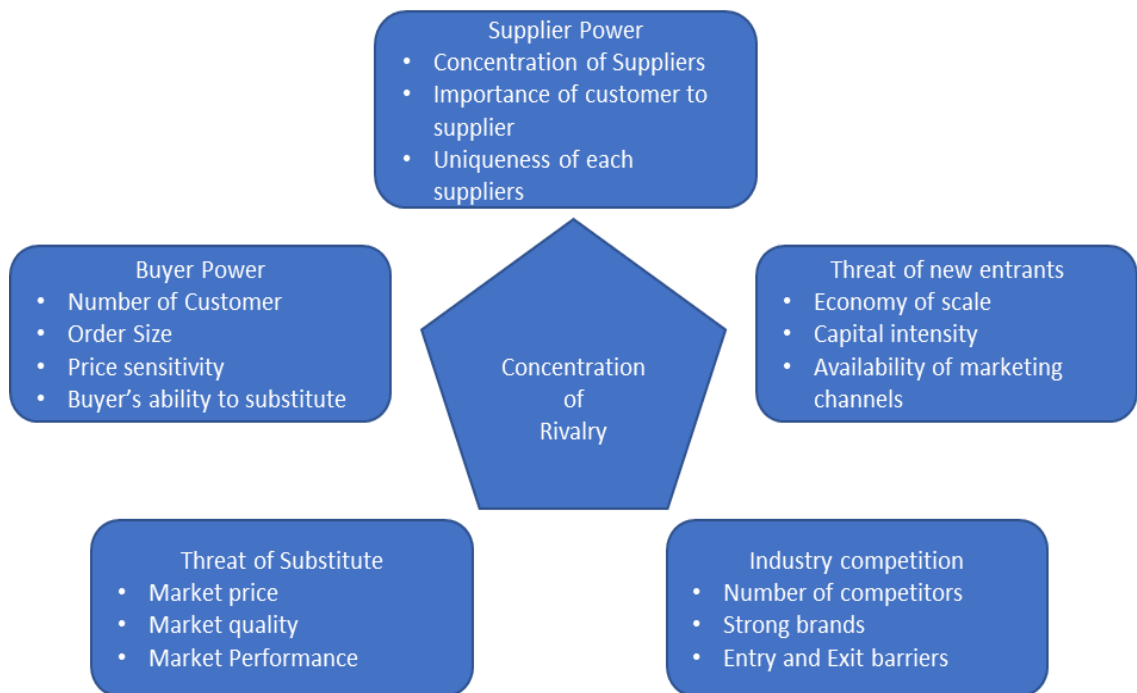 Supplier Power
• Concentration of Suppliers
• Importance of customer to
supplier
• Uniqueness of each
suppliers
Buyer Power
• Number of Customer
• Order Size
• Price sensitivity
• Buyer’s ability to substitute
Threat of new entrants
• Economy of scale
• Capital intensity
• Availability of marketing
channels
Concentration
of
Rivalry
Threat of Substitute
• Market price
• Market quality
• Market Performance
Industry competition
• Number of competitors
• Strong brands
• Entry and Exit barriers